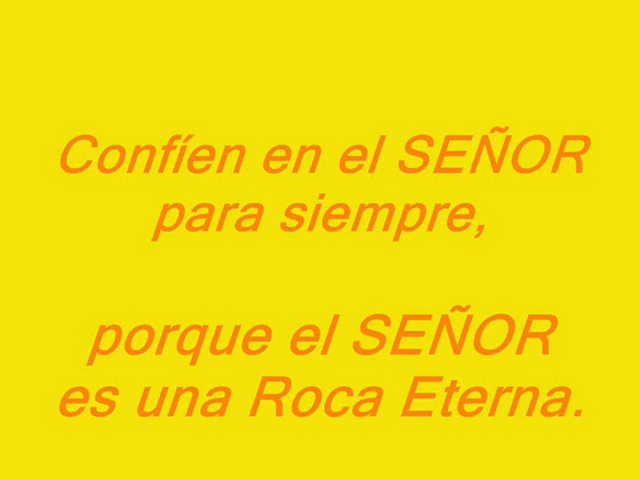 Confíen en el SEÑOR
para siempre,
porque el SEÑOR
es una Roca Eterna.